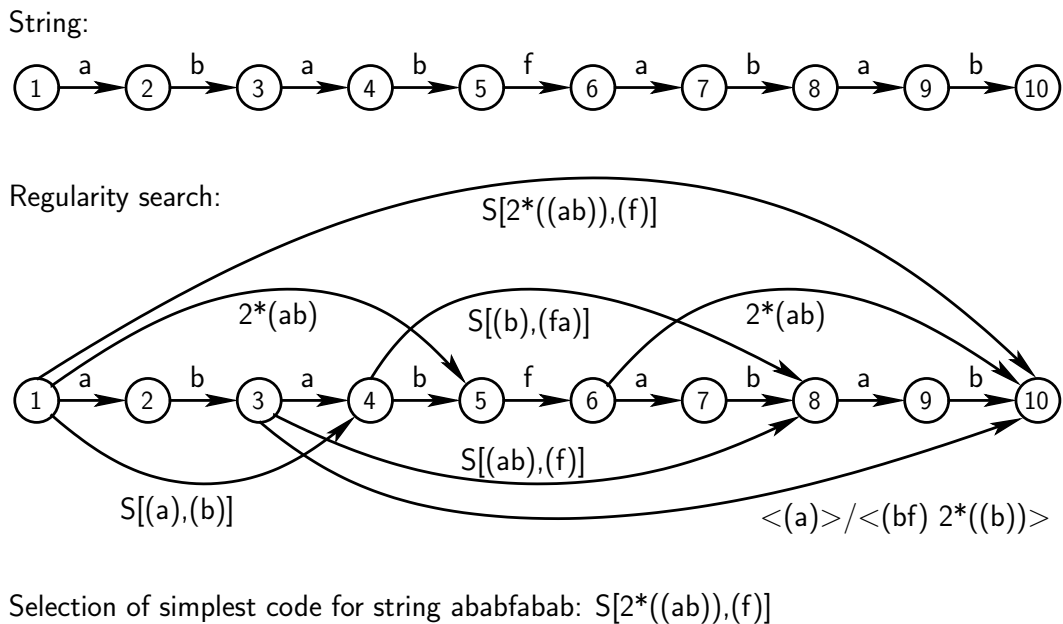 String:
a b a b f a b a b
1 2 3 4 5 6 7 8 9 10
Regularity search:
S[2*((ab)),(f)]
2*(ab) S[(b),(fa)] 2*(ab)
a b a b f a b a b
1 2 3 4 5 6 7 8 9 10
S[(ab),(f)]
S[(a),(b)] <(a)>/<(bf) 2*((b))>
Selection of simplest code for string ababfabab: S[2*((ab)),(f)]